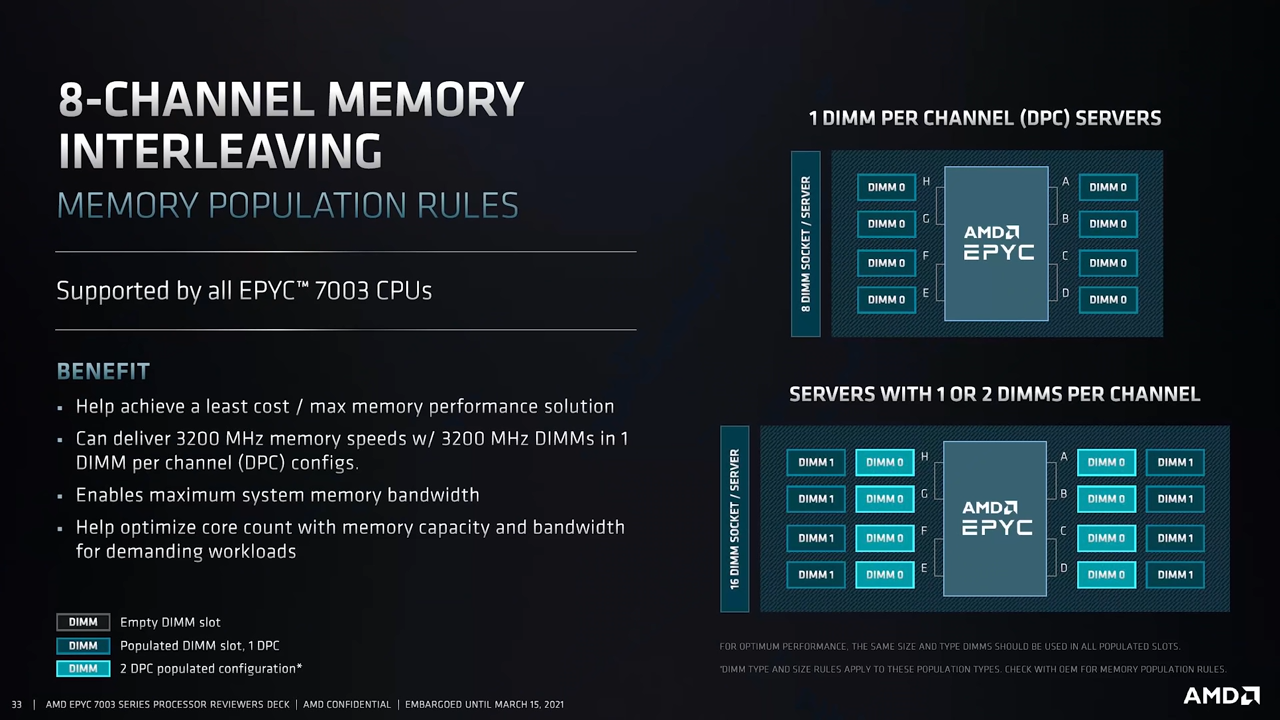 8-CHANNEL MEMORY
INTERLEAVING
MEMORY POPULATION RULES
Supported by all EPYC™ 7003 CPUs
BENEFIT
▪ Help achieve a least cost / max memory performance solution
▪ Can deliver 3200 MHz memory speeds w/ 3200 MHz DIMMs in 1
DIMM per channel (DPC) configs.
▪ Enables maximum system memory bandwidth
▪ Help optimize core count with memory capacity and bandwidth
for demanding workloads
DIMM Empty DIMM slot
DIMM Populated DIMM slot, 1 DPC
DIMM 2 DPC populated configuration*
1 DIMM PER CHANNEL (DPC) SERVERS
8 DIMM SOCKET / SERVER
DIMM 0 H A DIMM 0
DIMM 0 G B DIMM 0
AMD
EPYC
DIMM 0 F C DIMM 0
DIMM 0 E D DIMM 0
SERVERS WITH 1 OR 2 DIMMS PER CHANNEL
16 DIMM SOCKET / SERVER
DIMM 1 DIMM 0 H A DIMM 0 DIMM 1
DIMM 1 DIMM 0 G B DIMM 0 DIMM 1
AMD
EPYC
DIMM 1 DIMM 0 F C DIMM 0 DIMM 1
DIMM 1 DIMM 0 E D DIMM 0 DIMM 1
FOR OPTIMUM PERFORMANCE, THE SAME SIZE AND TYPE DIMMS SHOULD BE USED IN ALL POPULATED SLOTS.
*DIMM TYPE AND SIZE RULES APPLY TO THESE POPULATION TYPES. CHECK WITH OEM FOR MEMORY POPULATION RULES.
33 | AMD EPYC 7003 SERIES PROCESSOR REVIEWERS DECK | AMD CONFIDENTIAL | EMBARGOED UNTIL MARCH 15, 2021
AMD